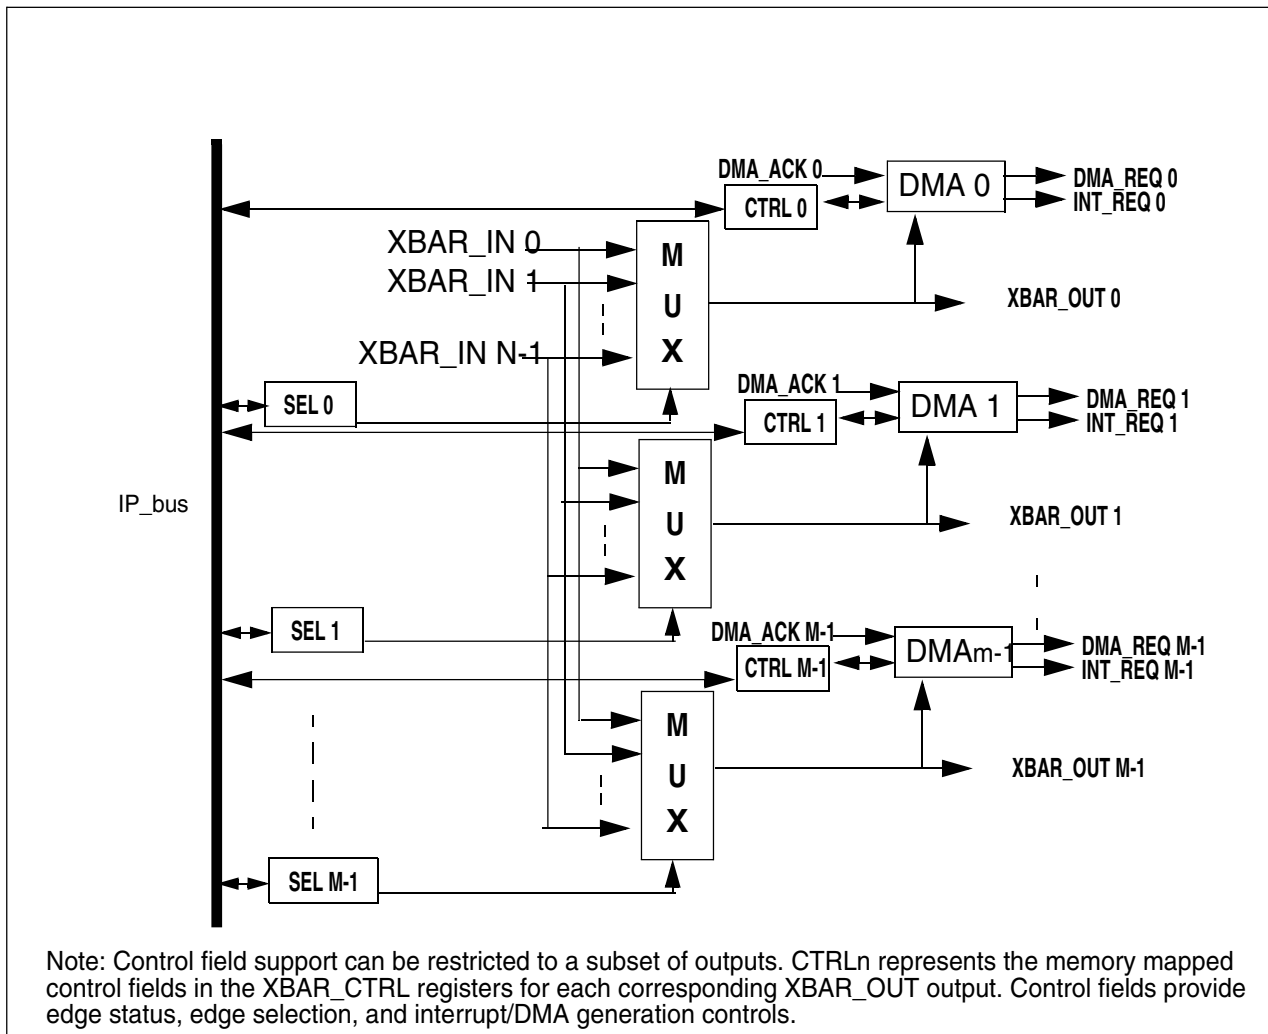 DMA_ACK 0
DMA 0
DMA_REQ 0
CTRL 0
INT_REQ 0
XBAR_IN 0
XBAR_IN 1
XBAR_IN N-1
M
U
X
XBAR_OUT 0
SEL 0
DMA_ACK 1
DMA 1
DMA_REQ 1
CTRL 1
INT_REQ 1
IP_bus
M
U
X
XBAR_OUT 1
SEL 1
DMA_ACK M-1
DMAm-1
DMA_REQ M-1
CTRL M-1
INT_REQ M-1
M
U
X
XBAR_OUT M-1
SEL M-1
Note: Control field support can be restricted to a subset of outputs. CTRLn represents the memory mapped
control fields in the XBAR_CTRL registers for each corresponding XBAR_OUT output. Control fields provide
edge status, edge selection, and interrupt/DMA generation controls.